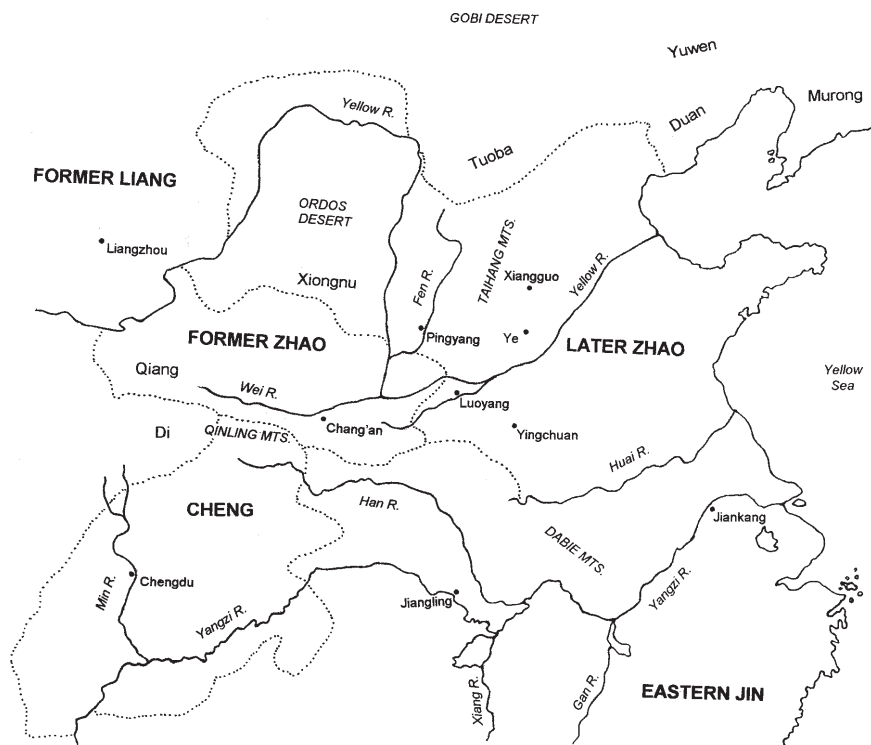 GOBI DESERT
Yuwen
Murong
Yellow R.
Duan
Tuoba
FORMER LIANG
ORDOS
DESERT
Liangzhou
TAIHANG MTS.
Xiangguo
Yellow R.
Xiongnu
Fen R.
Pingyang
Ye
FORMER ZHAO
LATER ZHAO
Qiang
Yellow
Sea
Wei R.
Luoyang
Di
QINLING MTS.
Chang'an
Yingchuan
Huai R.
CHENG
Han R.
Jiankang
DABIE MTS.
Min R.
Chengdu
Yangzi R.
Jiangling
Yangzi R.
Xiang R.
Gan R.
EASTERN JIN